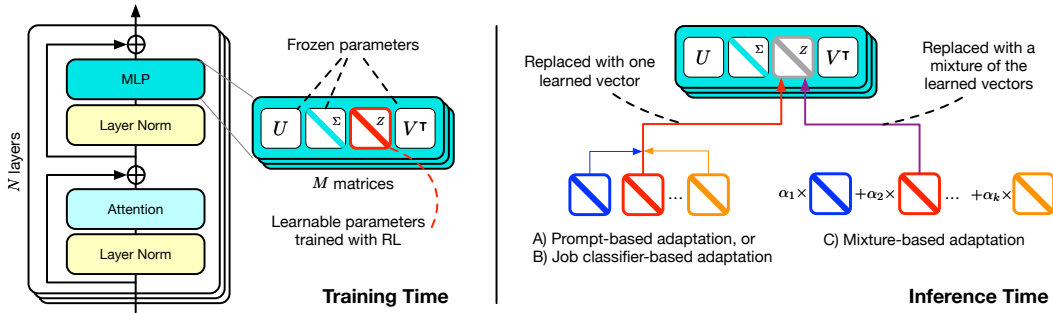 N layers
MLP
Layer Norm
Attention
Layer Norm
Frozen parameters
U
Σ
Z
V⊤
M matrices
Learnable parameters
trained with RL
Training Time
Replaced with one
learned vector
U
Σ
Z
V⊤
Replaced with a
mixture of the
learned vectors
...
A) Prompt-based adaptation, or
B) Job classifier-based adaptation
α1× +α2× ... +αk×
C) Mixture-based adaptation
Inference Time